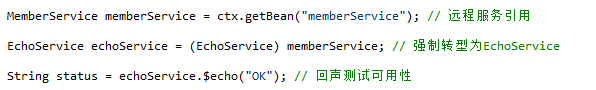 MemberService memberService = ctx.getBean("memberService"); // 远程服务引用
EchoService echoService = (EchoService) memberService; // 强制转型为EchoService
String status = echoService.$echo("OK"); // 回声测试可用性